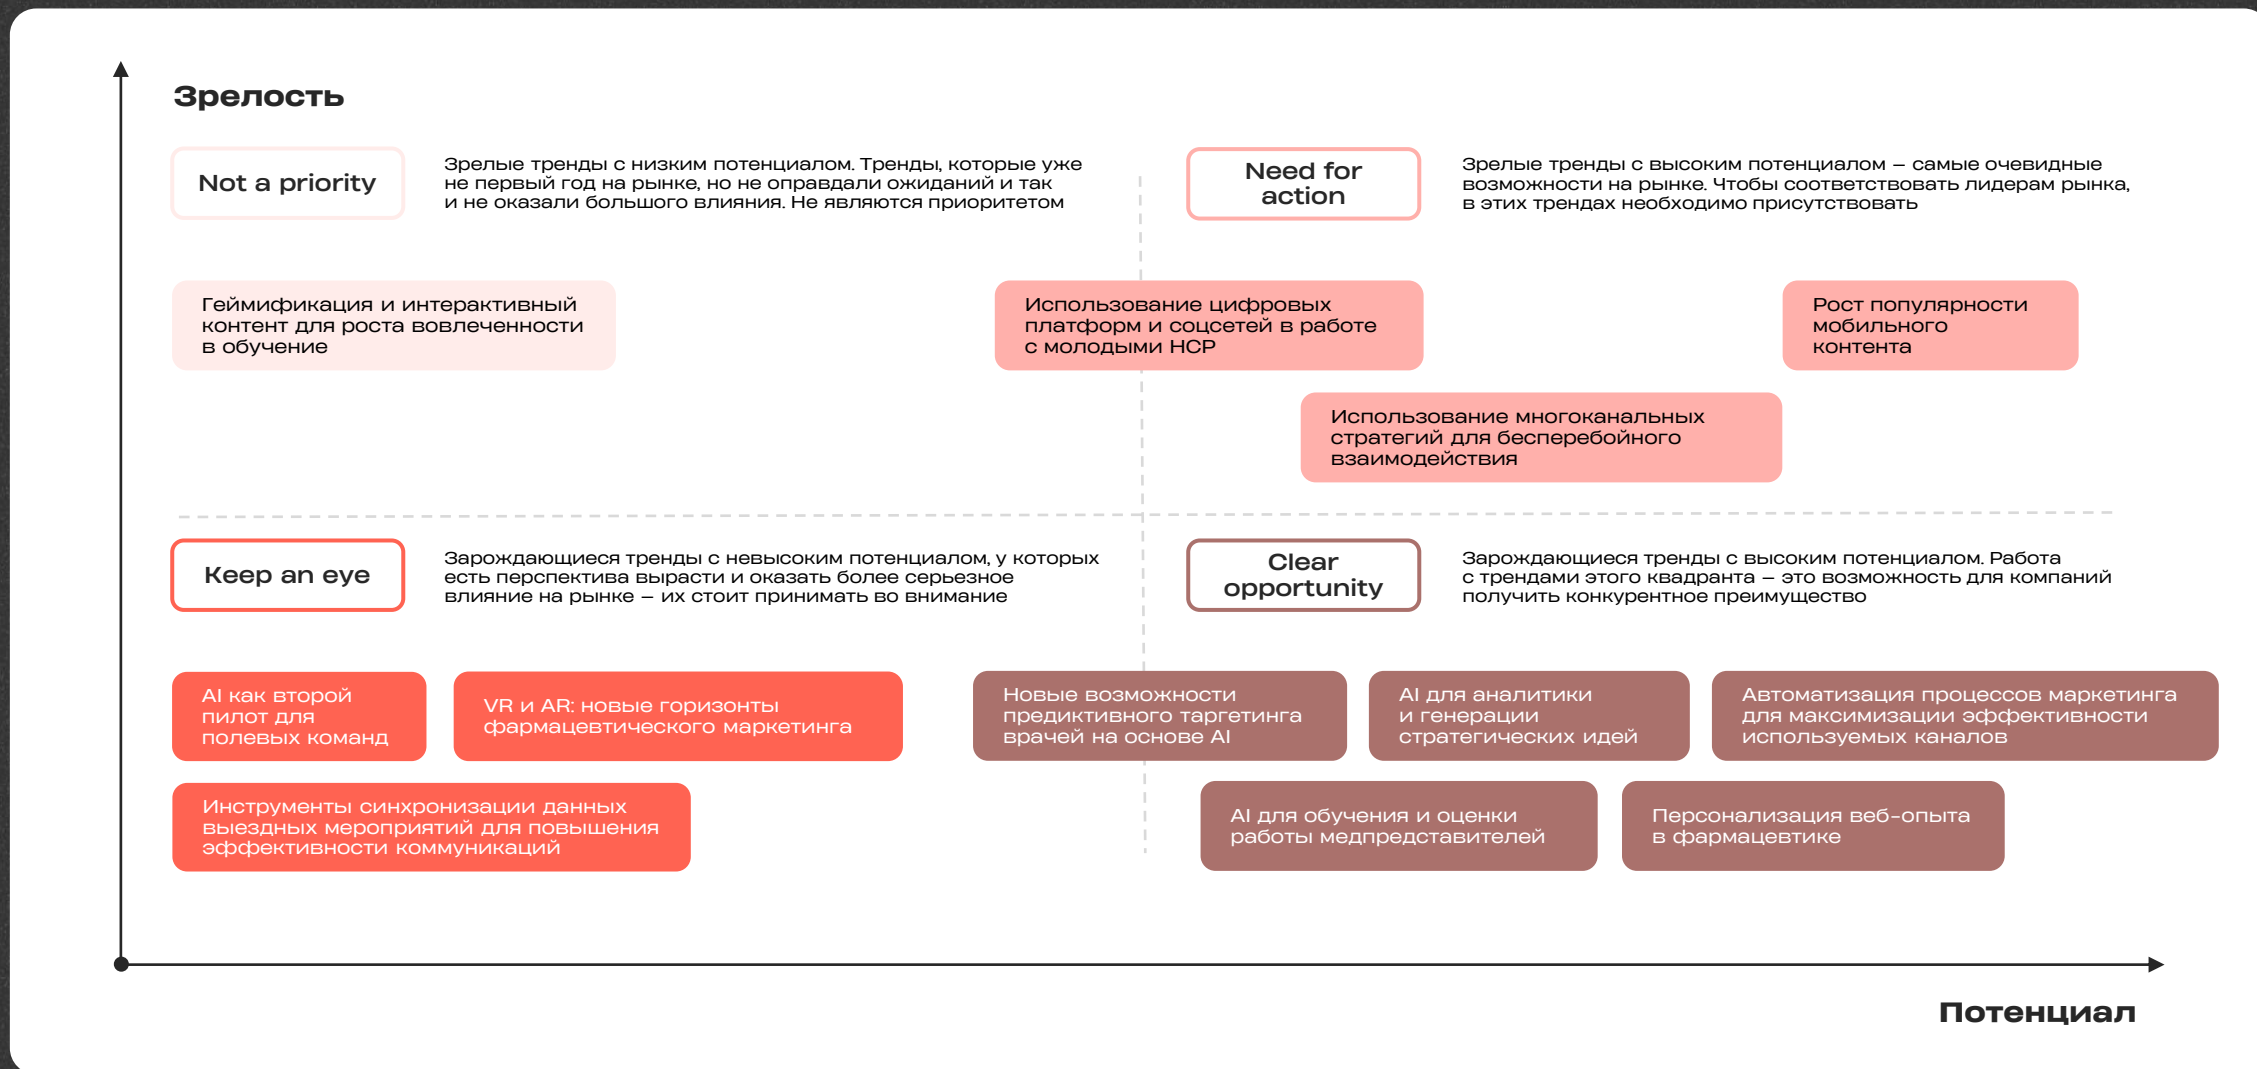 Зрелость
Not a priority
Зрелые тренды с низким потенциалом. Тренды, которые уже
не первый год на рынке, но не оправдали ожиданий и так
и не оказали большого влияния. Не являются приоритетом
Need for
action
Зрелые тренды с высоким потенциалом – самые очевидные
возможности на рынке. Чтобы соответствовать лидерам рынка,
в этих трендах необходимо присутствовать
Геймификация и интерактивный
контент для роста вовлеченности
в обучение
Использование цифровых
платформ и соцсетей в работе
с молодыми HCP
Рост популярности
мобильного
контента
Использование многоканальных
стратегий для бесперебойного
взаимодействия
Keep an eye
Зарождающиеся тренды с невысоким потенциалом, у которых
есть перспектива вырасти и оказать более серьезное
влияние на рынке – их стоит принимать во внимание
Clear
opportunity
Зарождающиеся тренды с высоким потенциалом. Работа
с трендами этого квадранта – это возможность для компаний
получить конкурентное преимущество
AI как второй
пилот для
полевых команд
VR и AR: новые горизонты
фармацевтического маркетинга
Новые возможности
предиктивного таргетинга
врачей на основе AI
AI для аналитики
и генерации
стратегических идей
Автоматизация процессов маркетинга
для максимизации эффективности
используемых каналов
Инструменты синхронизации данных
выездных мероприятий для повышения
эффективности коммуникаций
AI для обучения и оценки
работы медпредставителей
Персонализация веб-опыта
в фармацевтике
Потенциал